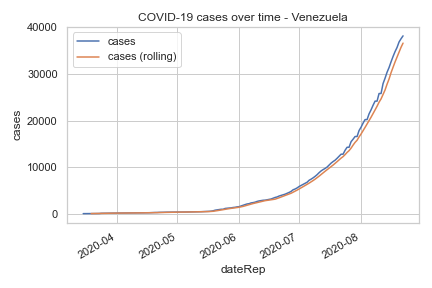 COVID-19 cases over time - Venezuela
cases
cases (rolling)
40000
30000
20000
10000
0
cases
2020-04
2020-05
2020-06
2020-07
2020-08
dateRep